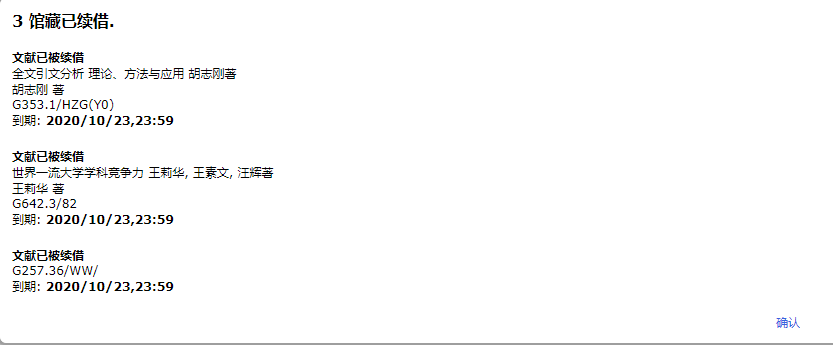 3 馆藏已续借.
文献已被续借
全文引文分析 理论、方法与应用 胡志刚著
胡志刚 著
G353.1/HZG(Y0)
到期: 2020/10/23,23:59
文献已被续借
世界一流大学学科竞争力 王莉华, 王素文, 汪辉著
王莉华 著
G642.3/82
到期: 2020/10/23,23:59
文献已被续借
G257.36/WW/
到期: 2020/10/23,23:59
确认